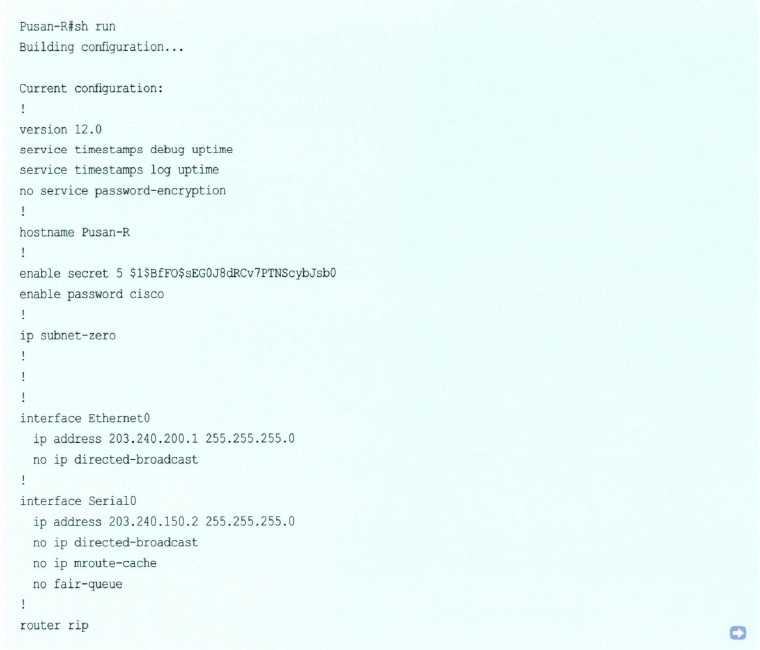 Pusan-R#sh run
Building configuration...
Current configuration:
!
version 12.0
service timestamps debug uptime
service timestamps log uptime
no service password-encryption
!
hostname Pusan-R
!
enable secret 5 $1$BfFO$sEG0J8dRCv7PTNScybJsb0
enable password cisco
!
ip subnet-zero
!
!
!
interface Ethernet0
ip address 203.240.200.1 255.255.255.0
no ip directed-broadcast
!
interface Serial0
ip address 203.240.150.2 255.255.255.0
no ip directed-broadcast
no ip mroute-cache
no fair-queue
!
router rip